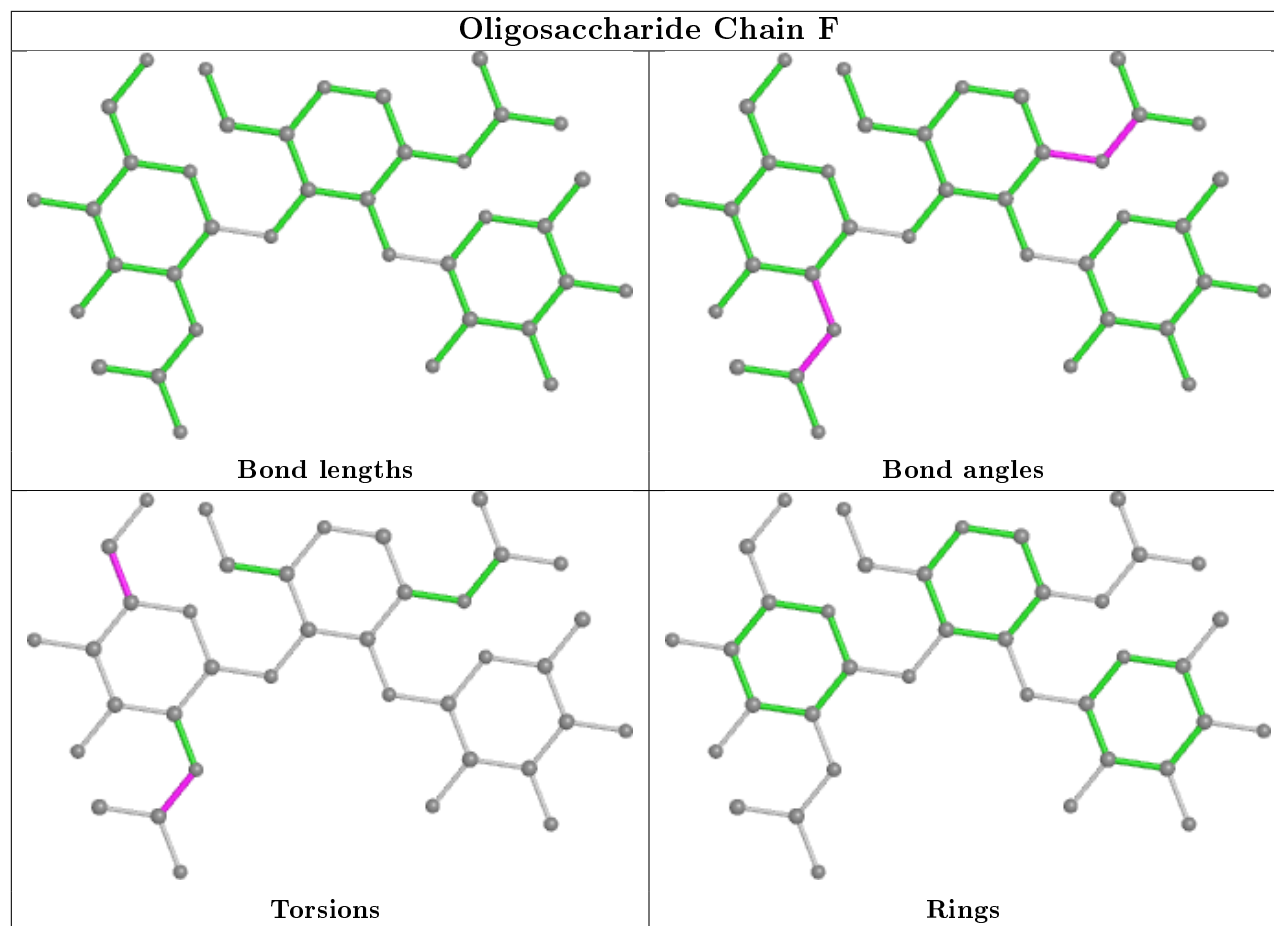 Oligosaccharide Chain F
Bond lengths
Bond angles
Torsions
Rings